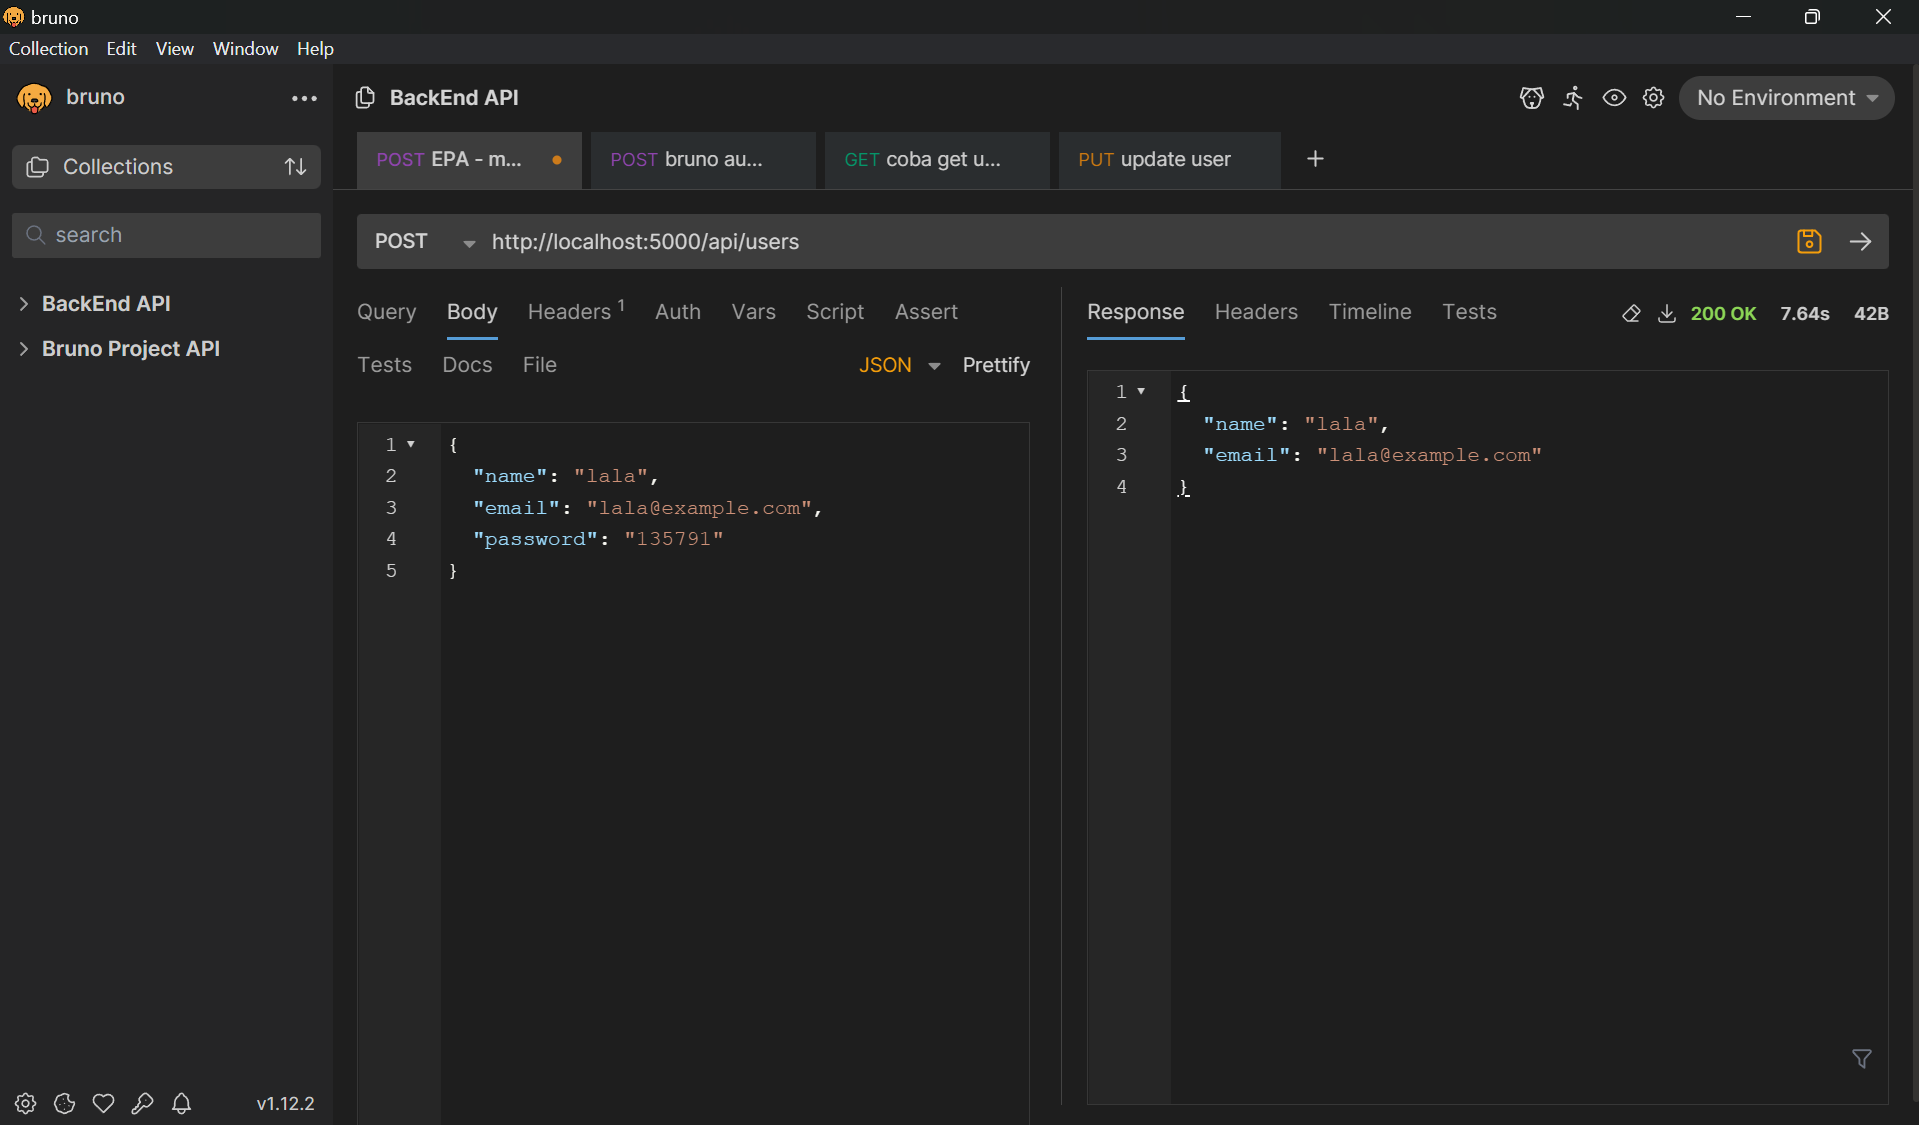 bruno
Collection Edit View Window Help
bruno
Collections
search
BackEnd API
Bruno Project API
v1.12.2
BackEnd API
No Environment
POST EPA - m...
POST bruno au...
GET coba get u...
PUT update user
+
POST http://localhost:5000/api/users
Query Body Headers 1 Auth Vars Script Assert
Tests Docs File JSON Prettify
1 {
2 "name": "lala",
3 "email": "lala@example.com",
4 "password": "135791"
5 }
Response Headers Timeline Tests 200 OK 7.64s 42B
1 {
2 "name": "lala",
3 "email": "lala@example.com"
4 }